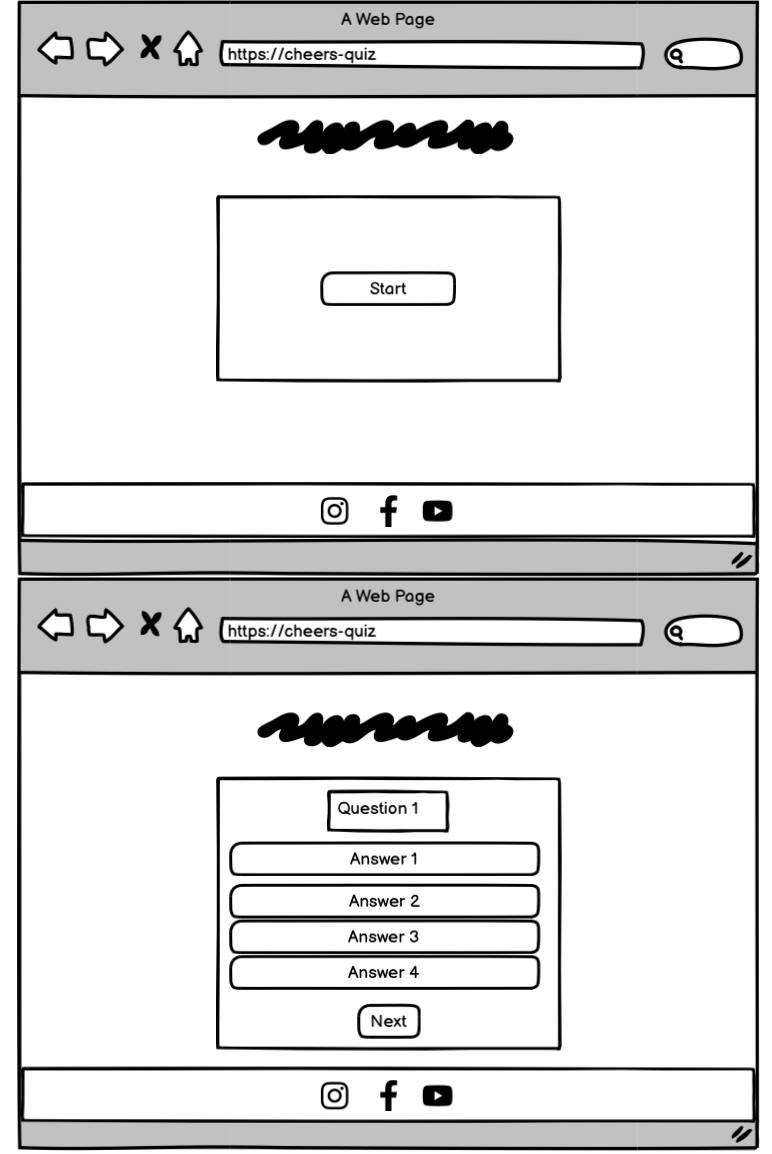 A Web Page
https://cheers-quiz
Start
A Web Page
https://cheers-quiz
Question 1
Answer 1
Answer 2
Answer 3
Answer 4
Next